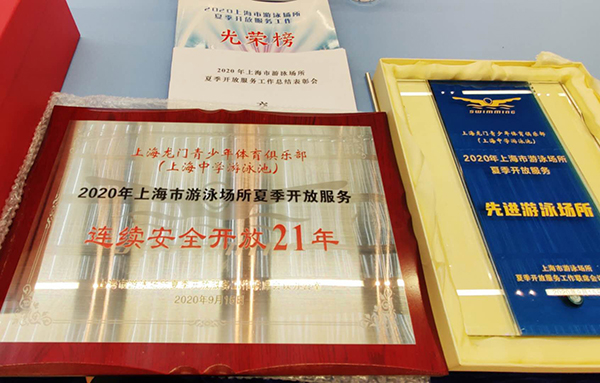 2020上海市游泳场所
夏季开放服务工作
光荣榜
2020年上海市游泳场所
夏季开放服务工作总结表彰会
上海龙门青少年体育俱乐部
(上海中学游泳池)
2020年上海市游泳场所夏季开放服务
连续安全开放21年
2020年9月
SWIMMING
上海龙门青少年体育俱乐部
(上海中学游泳池)
2020年上海市游泳场所
夏季开放服务
先进游泳场所
上海市游泳场所
夏季开放服务工作联席会议